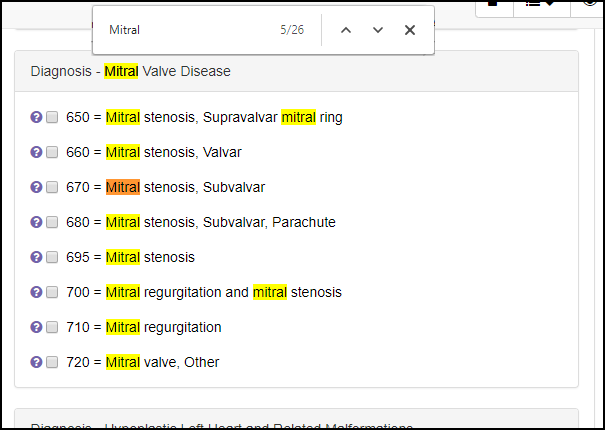 Mitral 5/26
Diagnosis - Mitral Valve Disease
650 = Mitral stenosis, Supravalvar mitral ring
660 = Mitral stenosis, Valvar
670 = Mitral stenosis, Subvalvar
680 = Mitral stenosis, Subvalvar, Parachute
695 = Mitral stenosis
700 = Mitral regurgitation and mitral stenosis
710 = Mitral regurgitation
720 = Mitral valve, Other
Diagnosis - Hypoplastic Left Heart and Related Malformations